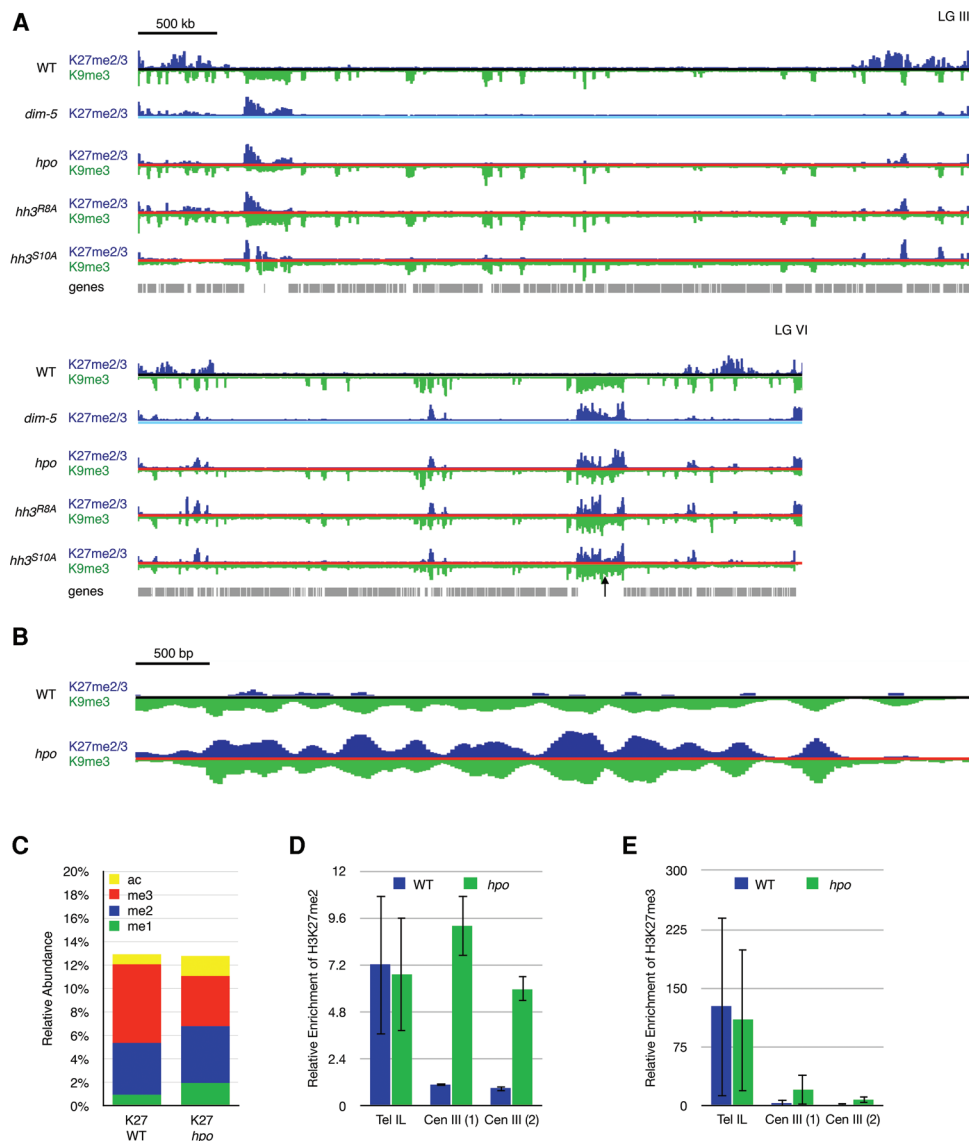 A
500 kb
LG III
WT K27me2/3
K9me3
dim-5 K27me2/3
hpo K27me2/3
K9me3
hh3R8A K27me2/3
K9me3
hh3S10A K27me2/3
K9me3
genes
LG VI
WT K27me2/3
K9me3
dim-5 K27me2/3
hpo K27me2/3
K9me3
hh3R8A K27me2/3
K9me3
hh3S10A K27me2/3
K9me3
genes
B
500 bp
WT K27me2/3
K9me3
hpo K27me2/3
K9me3
C
Relative Abundance
20%
18%
16%
14%
12%
10%
8%
6%
4%
2%
0%
ac
me3
me2
me1
K27 WT
K27 hpo
D
Relative Enrichment of H3K27me2
12
9.6
7.2
4.8
2.4
0
WT hpo
Tel IL Cen III (1) Cen III (2)
E
Relative Enrichment of H3K27me3
300
225
150
75
0
WT hpo
Tel IL Cen III (1) Cen III (2)